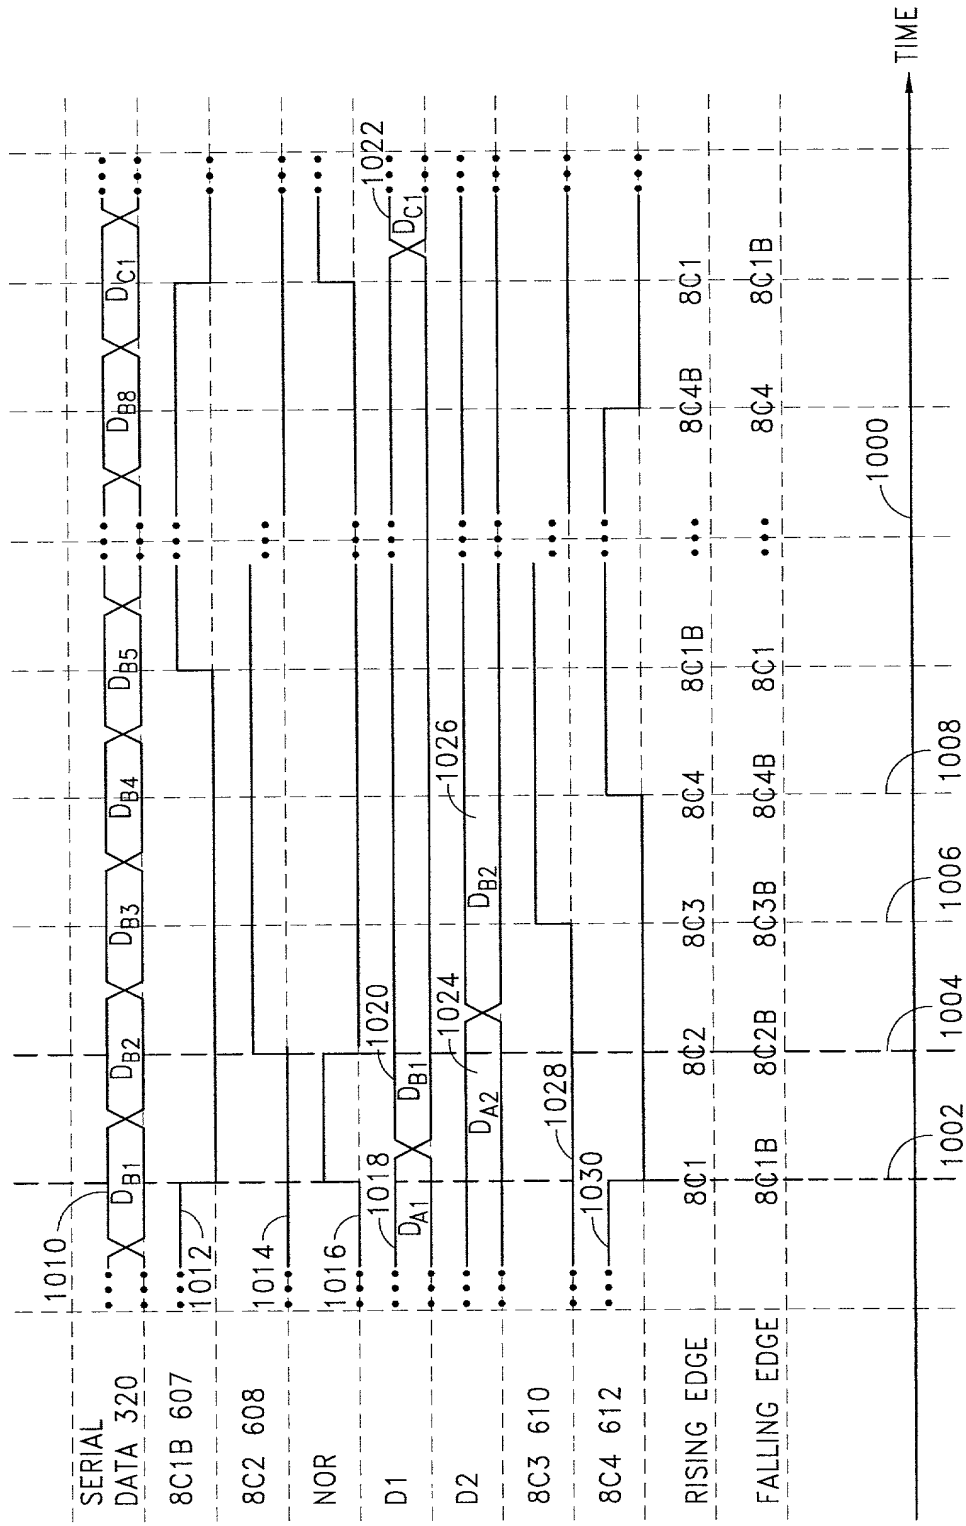 1010
SERIAL
DATA 320
D_B1
D_B2
D_B3
D_B4
D_B5
D_B8
D_C1
8C1B 607
1012
8C2 608
1014
NOR
1016
D1
1018
D_A1
1020
D_B1
D_C1
1022
D2
D_A2
1024
D_B2
1026
8C3 610
1028
8C4 612
1030
RISING EDGE
8C1
8C2
8C3
8C4
8C1B
8C4B
8C1
FALLING EDGE
8C1B
8C2B
8C3B
8C4B
8C1
8C4
8C1B
1000
TIME
1002
1004
1006
1008